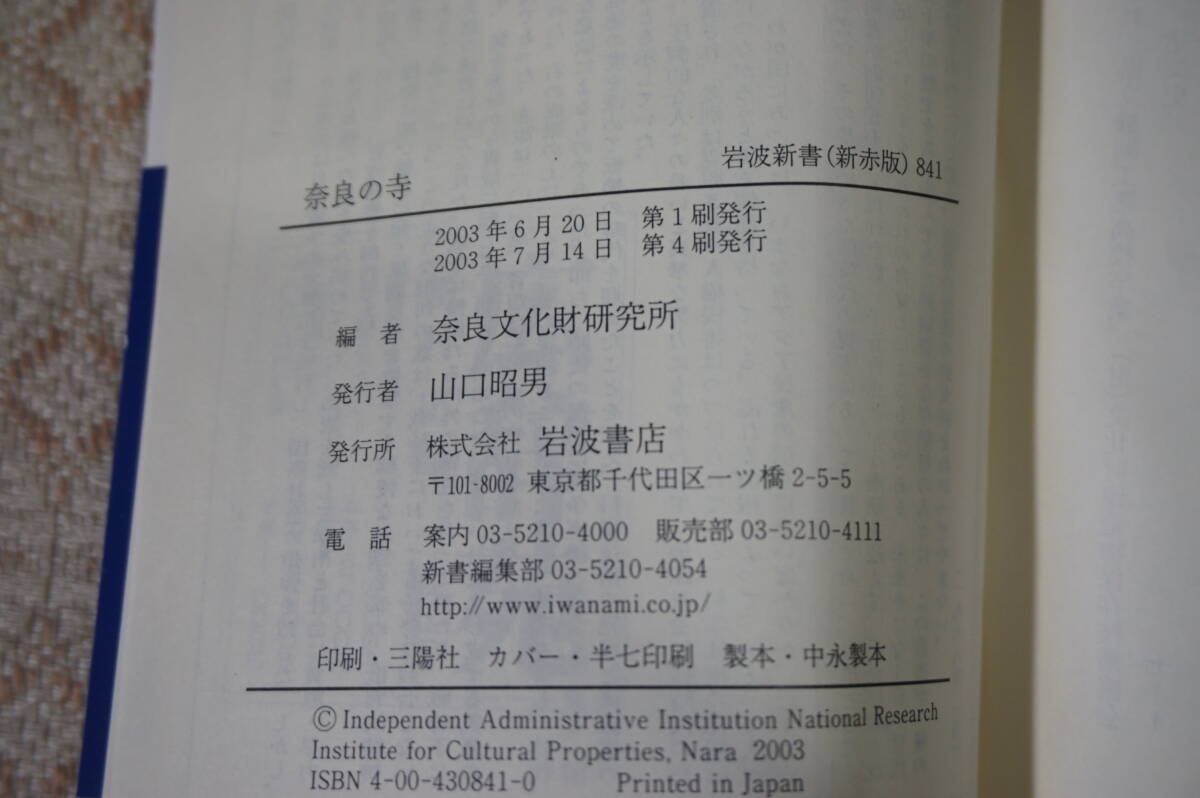 奈良の寺 岩波新書(新赤版)841
2003年6月20日 第1刷発行
2003年7月14日 第4刷発行
編 者 奈良文化財研究所
発行者 山口昭男
発行所 株式会社 岩波書店
〒101-8002 東京都千代田区一ツ橋2-5-5
電 話 案内03-5210-4000 販売部03-5210-4111
新書編集部03-5210-4054
http://www.iwanami.co.jp/
印刷・三陽社 カバー・半七印刷 製本・中永製本
© Independent Administrative Institution National Research
Institute for Cultural Properties, Nara 2003
ISBN 4-00-430841-0 Printed in Japan